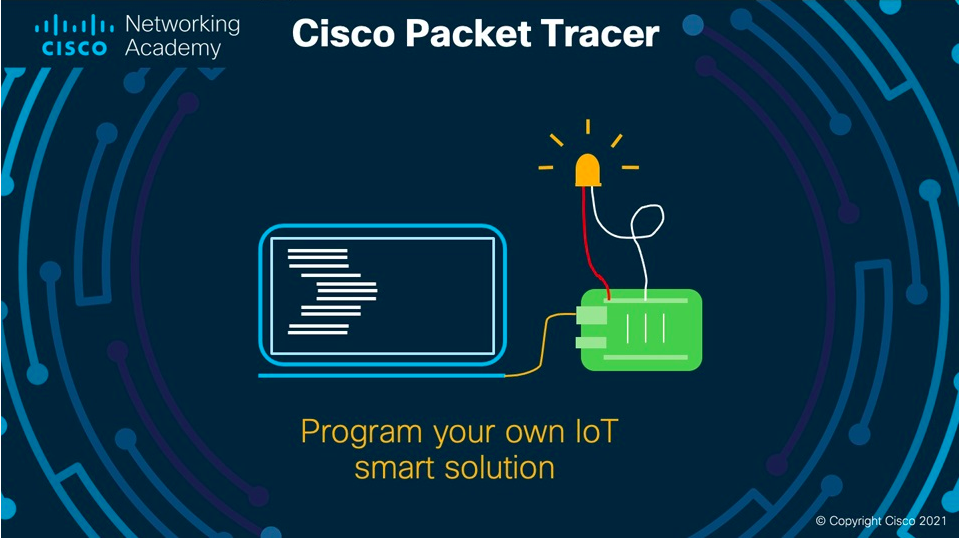 CISCO
Networking
Academy
Cisco Packet Tracer
Program your own IoT
smart solution
© Copyright Cisco 2021